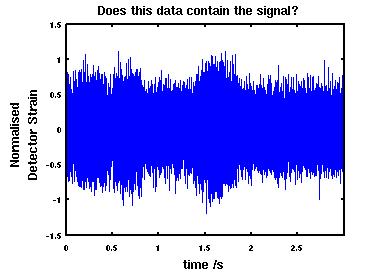 Does this data contain the signal?
1.5
1
0.5
0
-0.5
-1
-1.5
Normalised
Detector Strain
0 0.5 1 1.5 2 2.5
time /s